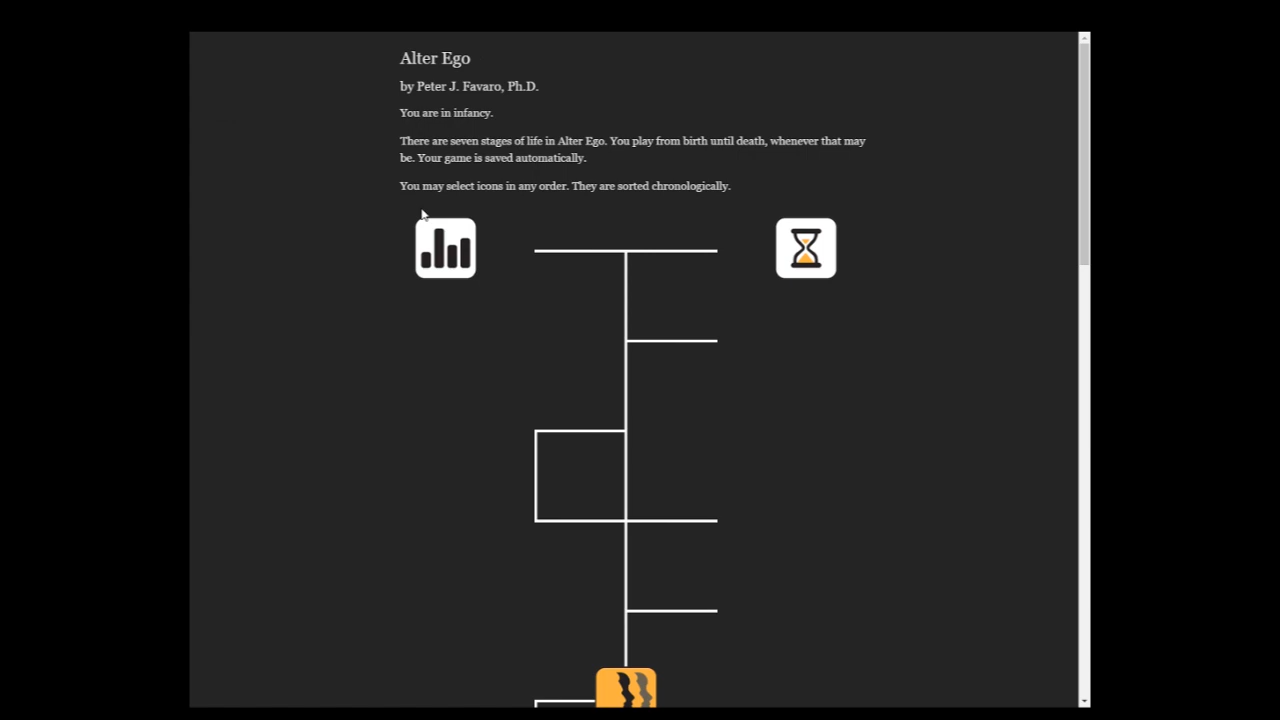 Alter Ego
by Peter J. Favaro, Ph.D.
You are in infancy.
There are seven stages of life in Alter Ego. You play from birth until death, whenever that may
be. Your game is saved automatically.
You may select icons in any order. They are sorted chronologically.